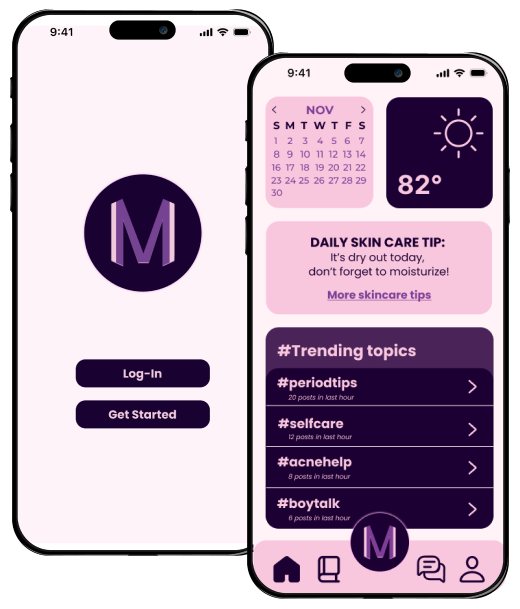 9:41
M
Log-In
Get Started
9:41
NOV
S M T W T F S
1 2 3 4 5 6 7
8 9 10 11 12 13 14
16 17 18 19 20 21 22
23 24 25 26 27 28 29
30
82°
DAILY SKIN CARE TIP:
It's dry out today,
don't forget to moisturize!
More skincare tips
#Trending topics
#periodtips
20 posts in last hour
#selfcare
12 posts in last hour
#acnehelp
8 posts in last hour
#boytalk
6 posts in last hour
M